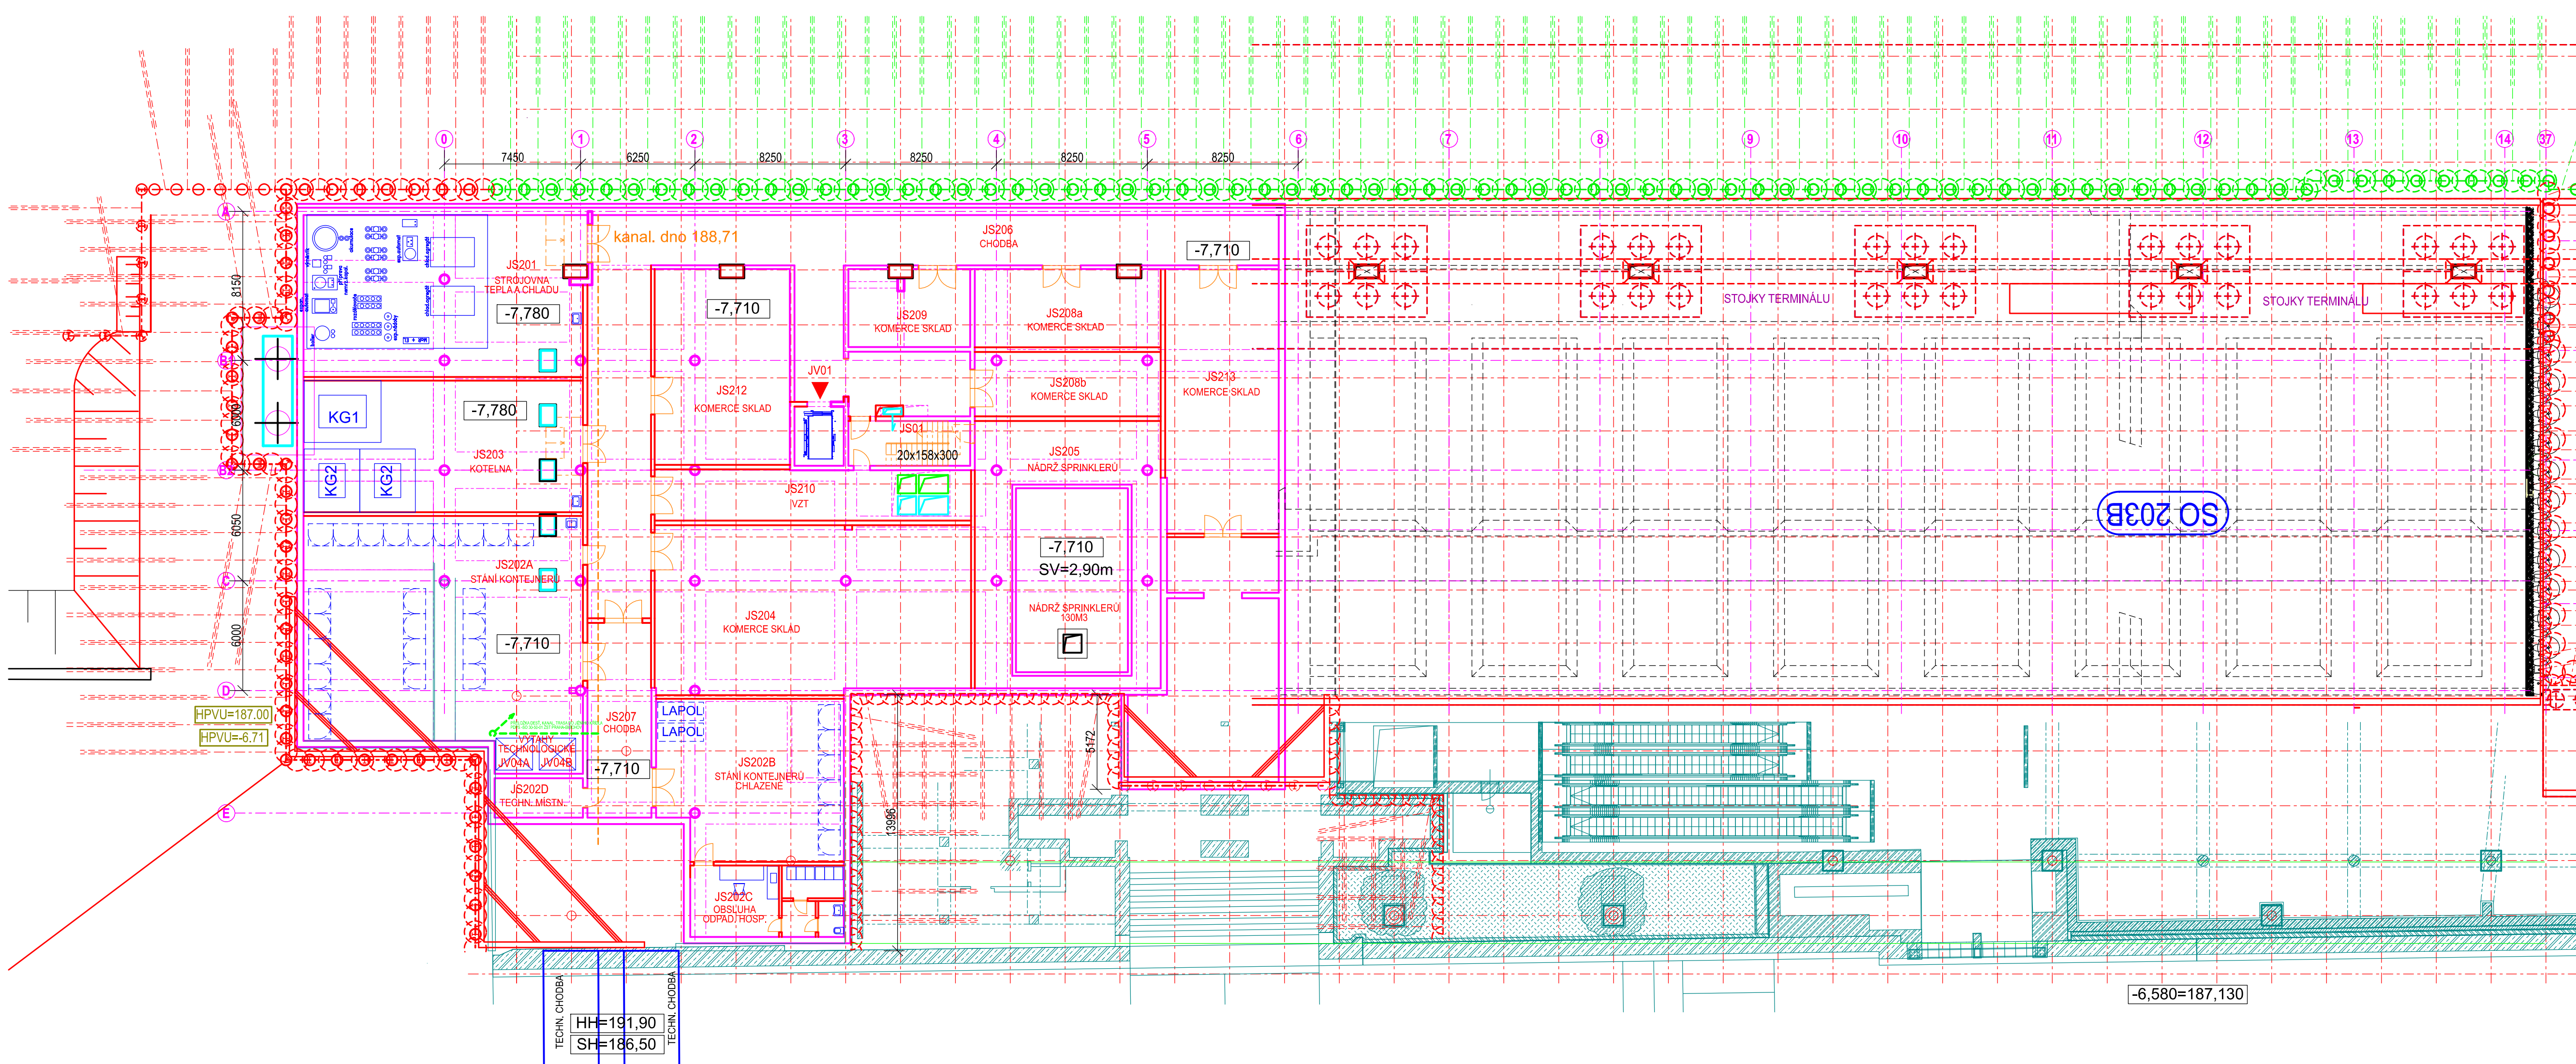 0
1
2
3
4
5
6
7
8
9
10
11
12
13
14
37
7450
6250
8250
8250
8250
8250
A
kanal. dno 188,71
JS206
CHODBA
-7,710
JS201
STROJOVNA
TEPLA CHLADU
-7,780
8150
-7,710
JS209
KOMERCE SKLAD
JS208a
KOMERCE SKLAD
STOJKY TERMINÁLU
STOJKY TERMINÁLU
JV01
JS212
KOMERCE SKLAD
JS208b
KOMERCE SKLAD
JS213
KOMERCE SKLAD
KG1
-7,780
6000
JS203
KOTELNA
KG2
KG2
JS01
20x158x300
JS205
NÁDRŽ SPRINKLERŮ
JS210
VZT
SO 203B
6050
-7,710
SV=2,90m
JS202A
STÁNÍ KONTEJNERŮ
C
NÁDRŽ SPRINKLERŮ
130M3
JS204
KOMERCE SKLAD
6000
-7,710
D
HPVU=187.00
HPVU=-6,71
JS207
CHODBA
LAPOL
LAPOL
VÝTAHY
TECHNOLOGICKÉ
JV04A
JV04B
-7,710
JS202B
STÁNÍ KONTEJNERŮ
CHLAZENÉ
5172
JS202D
TECHN. MÍSTN.
E
13996
JS202C
OBSLUHA
ODPAD. HOSP.
TECHN. CHODBA
TECHN. CHODBA
HH=191,90
SH=186,50
-6,580=187,130